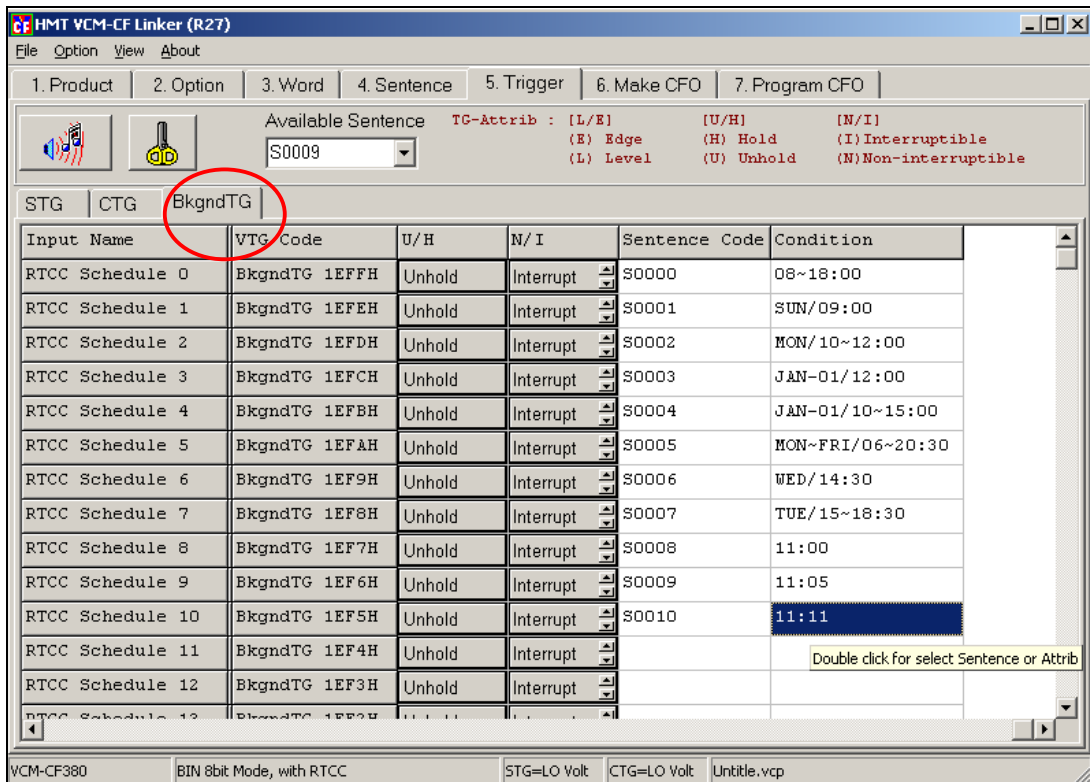 HMT VCM-CF Linker (R27)
File Option View About
1. Product 2. Option 3. Word 4. Sentence 5. Trigger 6. Make CFO 7. Program CFO
Available Sentence TG-Attrib : [L/E] [U/H] [N/I]
(E) Edge (H) Hold (I)Interruptible
S0009 (L) Level (U) Unhold (N)Non-interruptible
STG CTG BkgndTG
Input Name VTG Code U/H N/I Sentence Code Condition
RTCC Schedule 0 BkgndTG 1EFFH Unhold Interrupt S0000 08~18:00
RTCC Schedule 1 BkgndTG 1EFEH Unhold Interrupt S0001 SUN/09:00
RTCC Schedule 2 BkgndTG 1EFDH Unhold Interrupt S0002 MON/10~12:00
RTCC Schedule 3 BkgndTG 1EFCH Unhold Interrupt S0003 JAN-01/12:00
RTCC Schedule 4 BkgndTG 1EFBH Unhold Interrupt S0004 JAN-01/10~15:00
RTCC Schedule 5 BkgndTG 1EFAH Unhold Interrupt S0005 MON~FRI/06~20:30
RTCC Schedule 6 BkgndTG 1EF9H Unhold Interrupt S0006 WED/14:30
RTCC Schedule 7 BkgndTG 1EF8H Unhold Interrupt S0007 TUE/15~18:30
RTCC Schedule 8 BkgndTG 1EF7H Unhold Interrupt S0008 11:00
RTCC Schedule 9 BkgndTG 1EF6H Unhold Interrupt S0009 11:05
RTCC Schedule 10 BkgndTG 1EF5H Unhold Interrupt S0010 11:11
RTCC Schedule 11 BkgndTG 1EF4H Unhold Interrupt
Double click for select Sentence or Attrib
RTCC Schedule 12 BkgndTG 1EF3H Unhold Interrupt
RTCC Schedule 13 BkgndTG 1EF2H
VCM-CF380 BIN 8bit Mode, with RTCC STG=LO Volt CTG=LO Volt Untitle.vcp